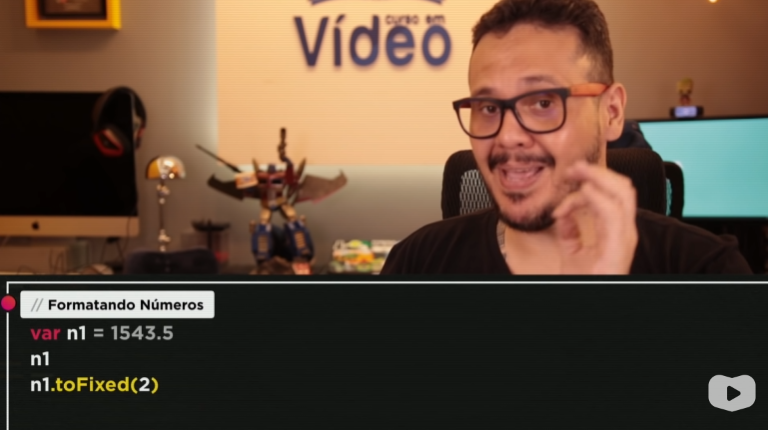 curso em
Vídeo
// Formatando Números
var n1 = 1543.5
n1
n1.toFixed(2)